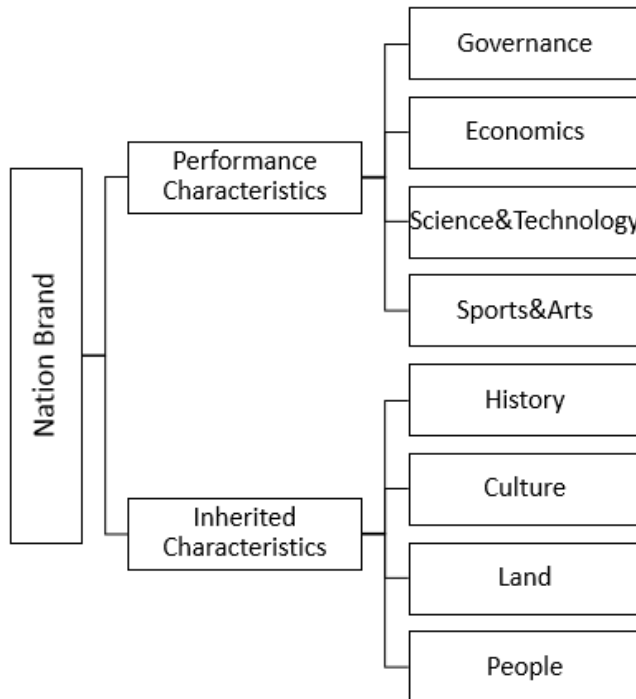 Nation Brand
Performance
Characteristics
Governance
Economics
Science&Technology
Sports&Arts
Inherited
Characteristics
History
Culture
Land
People